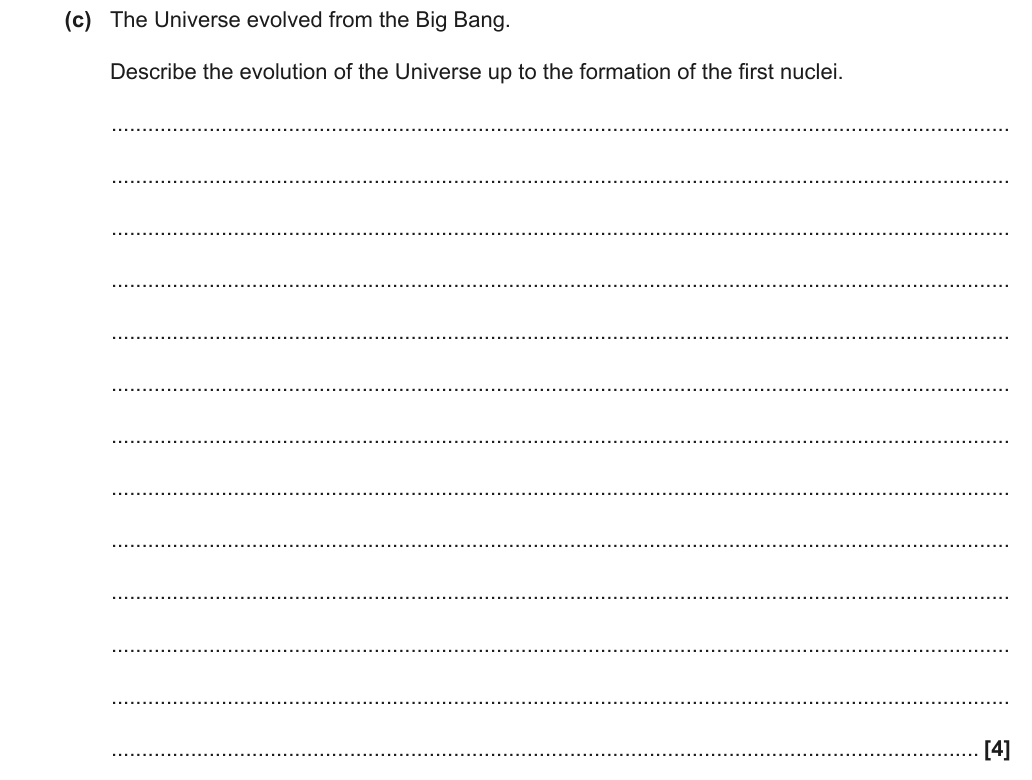 (c) The Universe evolved from the Big Bang.
Describe the evolution of the Universe up to the formation of the first nuclei.
[4]